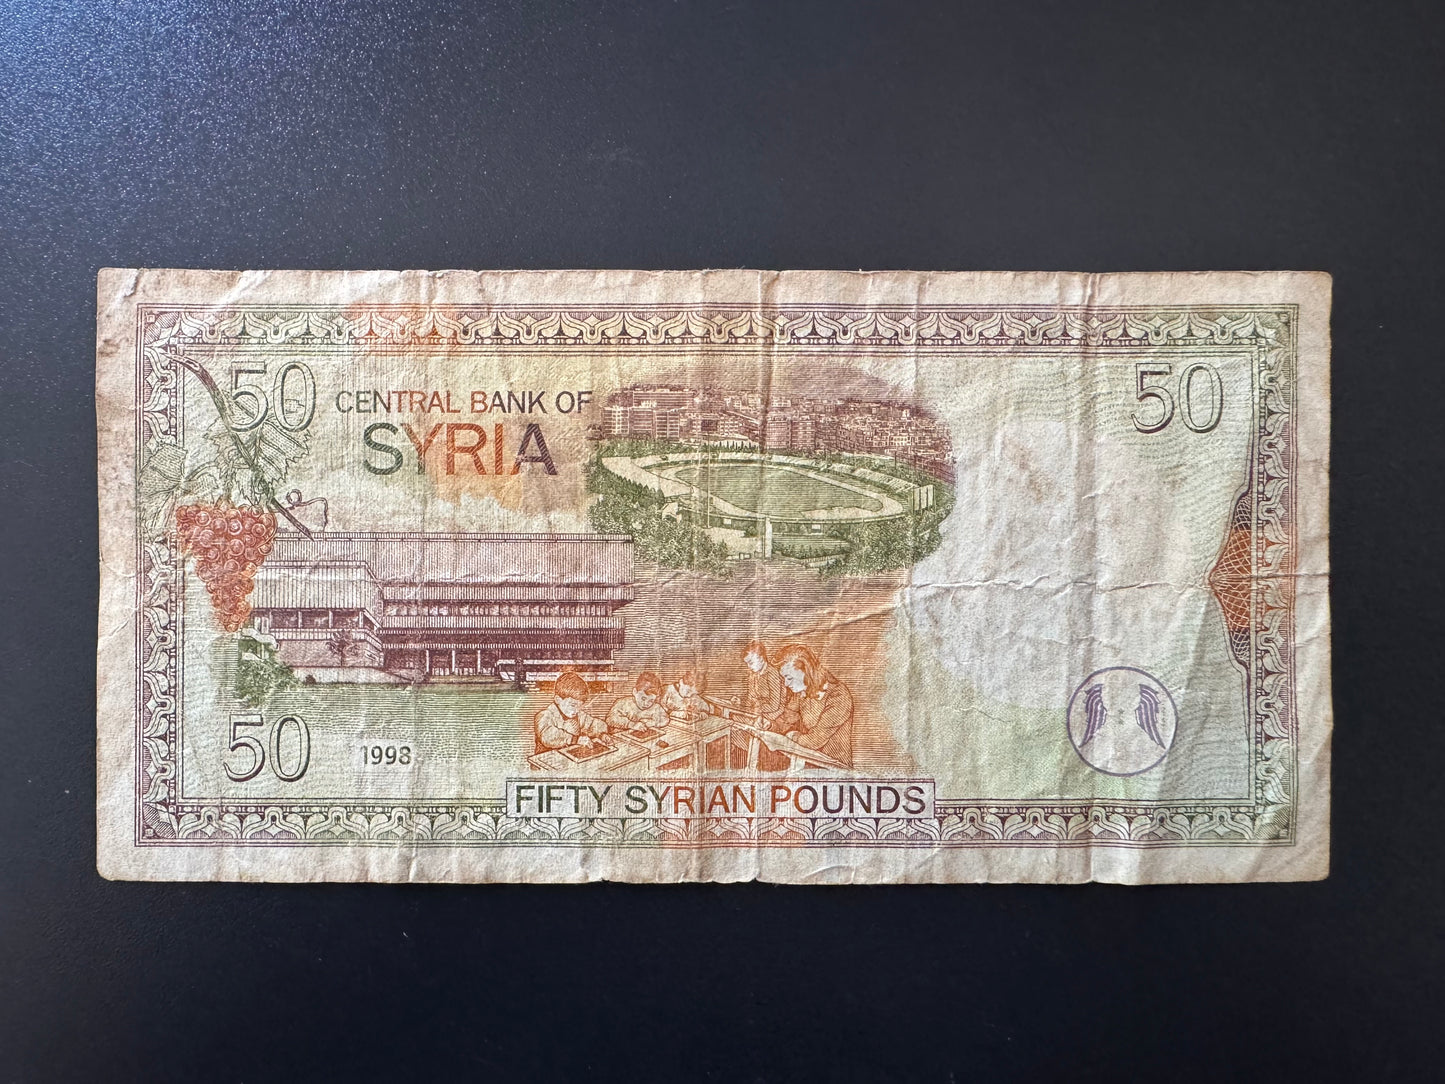 50
CENTRAL BANK OF
SYRIA
50
50
1998
FIFTY SYRIAN POUNDS